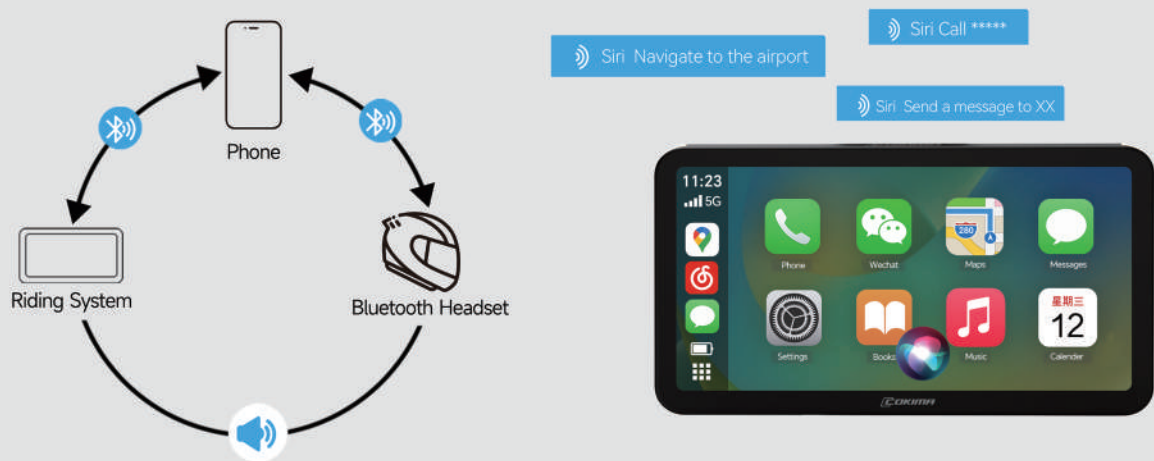 Phone
Riding System
Bluetooth Headset
Siri Call *****
Siri Navigate to the airport
Siri Send a message to XX
11:23
5G
280
Phone
Wechat
Maps
Messages
星期三
12
Settings
Books
Music
Calender
COKIMA